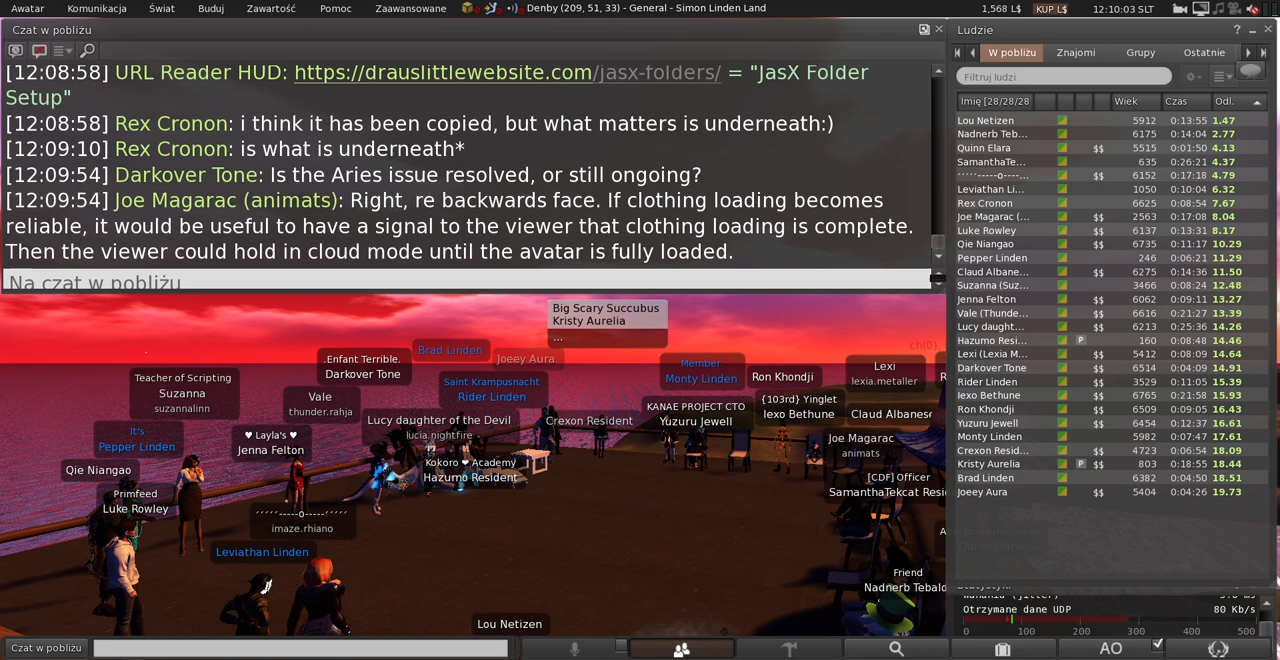 Awatar Komunikacja Świat Buduj Zawartość Pomoc Zaawansowane Denby (209, 51, 33) - General - Simon Linden Land 1,568 L$ KUP L$ 12:10:03 SLT
Czat w pobliżu
[12:08:58] URL Reader HUD: https://drauslittlewebsite.com/jasx-folders/ = "JasX Folder
Setup"
[12:08:58] Rex Cronon: i think it has been copied, but what matters is underneath:)
[12:09:10] Rex Cronon: is what is underneath*
[12:09:54] Darkover Tone: Is the Aries issue resolved, or still ongoing?
[12:09:54] Joe Magarac (animats): Right, re backwards face. If clothing loading becomes
reliable, it would be useful to have a signal to the viewer that clothing loading is complete.
Then the viewer could hold in cloud mode until the avatar is fully loaded.
Na czat w pobliżu
Big Scary Succubus
Kristy Aurelia
...
ch(0).
Brad Linden
Joeey Aura
.Enfant Terrible.
Darkover Tone
Member
Monty Linden
Ron Khondji
Lexi
lexia.metaller
R
Teacher of Scripting
Suzanna
suzannalinn
Saint Krampusnacht
Rider Linden
Vale
thunder.rahja
{103rd} Yinglet
Iexo Bethune
KANAE PROJECT CTO
Yuzuru Jewell
Claud Albanese
Lucy daughter of the Devil
lucia.nightfire
Crexon Resident
It's
Pepper Linden
♥ Layla's ♥
Jenna Felton
Joe Magarac
animats
Qie Niangao
Kokoro ❤ Academy
Hazumo Resident
[CDF] Officer
SamanthaTekcat Resid
Primfeed
Luke Rowley
´´´´´-----o-----´´´´´
imaze.rhiano
A
Leviathan Linden
Friend
Nadnerb Tebald
Lou Netizen
Czat w pobliżu
Ludzie
W pobliżu Znajomi Grupy Ostatnie
Filtruj ludzi
Imię [28/28/28 Wiek Czas Odl.
Lou Netizen 5912 0:13:55 1.47
Nadnerb Teb... 6175 0:14:04 2.77
Quinn Elara $$ 5515 0:01:50 4.13
SamanthaTe... 635 0:26:21 4.37
´´´´´-----o----... $$ 6152 0:17:18 4.79
Leviathan Li... 1050 0:10:04 6.32
Rex Cronon 6625 0:08:54 7.67
Joe Magarac (... $$ 2563 0:17:08 8.04
Luke Rowley $$ 6137 0:13:31 8.17
Qie Niangao $$ 6735 0:11:17 10.29
Pepper Linden 246 0:06:21 11.29
Claud Albane... $$ 6275 0:14:36 11.50
Suzanna (Suz... 3466 0:08:24 12.48
Jenna Felton $$ 6062 0:09:11 13.27
Vale (Thunde... $$ 6616 0:21:27 13.39
Lucy daught... $$ 6213 0:25:36 14.26
Hazumo Resi... P 160 0:08:48 14.46
Lexi (Lexia M... $$ 5412 0:08:09 14.64
Darkover Tone $$ 6514 0:04:09 14.91
Rider Linden $$ 3529 0:11:05 15.39
Iexo Bethune $$ 6765 0:21:58 15.93
Ron Khondji $$ 6509 0:09:05 16.43
Yuzuru Jewell $$ 6454 0:12:37 16.61
Monty Linden 5982 0:07:47 17.61
Crexon Resid... $$ 4723 0:06:54 18.09
Kristy Aurelia P $$ 803 0:18:55 18.44
Brad Linden 6382 0:04:50 18.51
Joeey Aura $$ 5404 0:04:26 19.73
Otrzymane dane UDP 80 Kb/s
0 100 200 300 400 500
AO